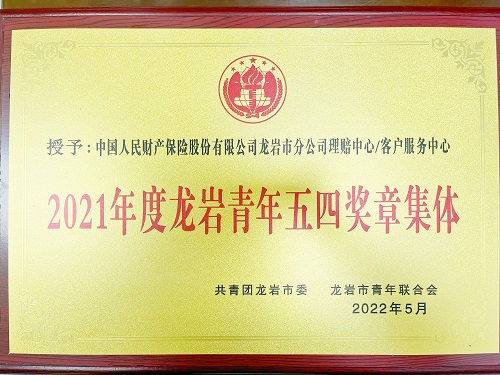 授予:中国人民财产保险股份有限公司龙岩市分公司理赔中心/客户服务中心
2021年度龙岩青年五四奖章集体
共青团龙岩市委 龙岩市青年联合会
2022年5月